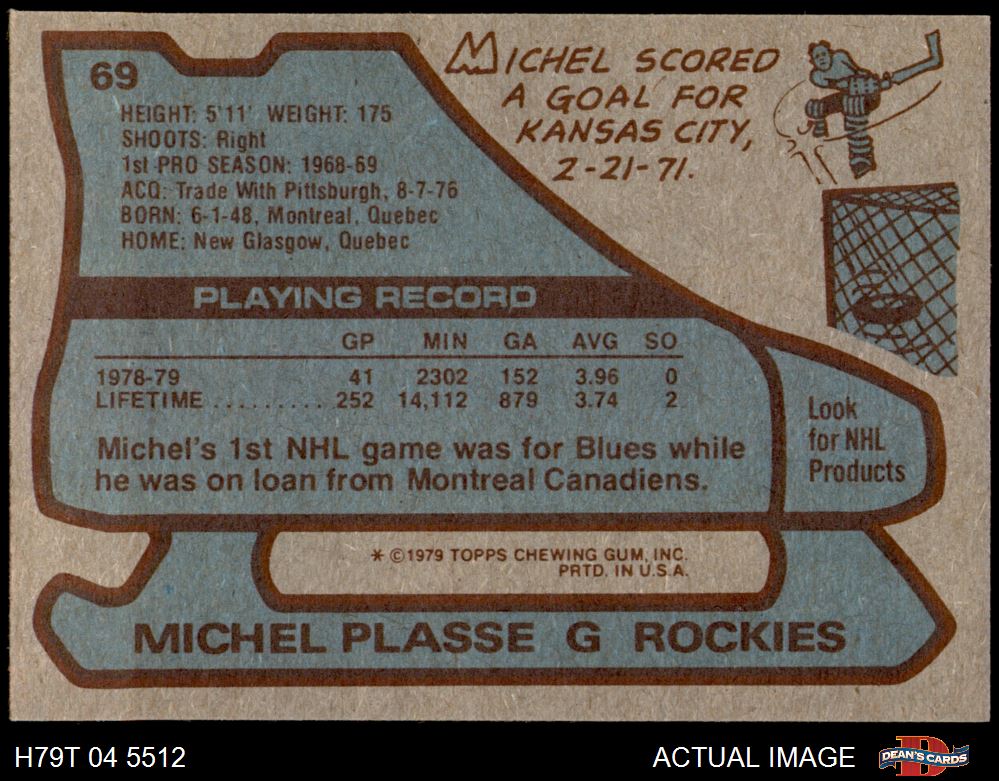 69
HEIGHT: 5'11' WEIGHT: 175
SHOOTS: Right
1st PRO SEASON: 1968-69
ACQ: Trade With Pittsburgh, 8-7-76
BORN: 6-1-48, Montreal, Quebec
HOME: New Glasgow, Quebec
MICHEL SCORED
A GOAL FOR
KANSAS CITY,
2-21-71.
PLAYING RECORD
GP MIN GA AVG SO
1978-79 41 2302 152 3.96 0
LIFETIME .......... 252 14,112 879 3.74 2
Michel's 1st NHL game was for Blues while
he was on loan from Montreal Canadiens.
Look
for NHL
Products
* ©1979 TOPPS CHEWING GUM, INC.
PRTD. IN U.S.A.
MICHEL PLASSE G ROCKIES
H79T 04 5512 ACTUAL IMAGE DEAN'S CARDS